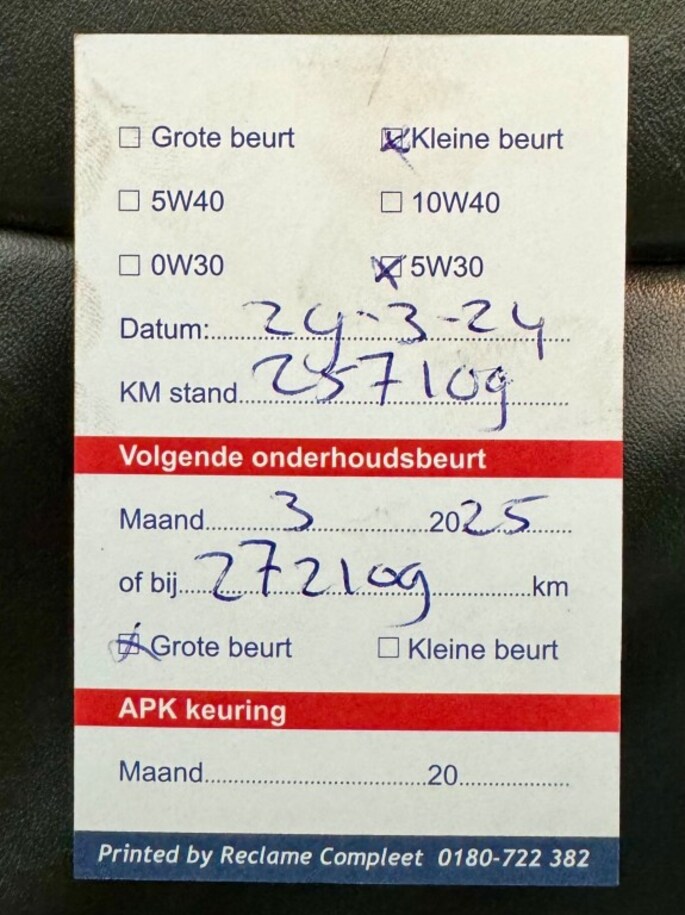 Grote beurt Kleine beurt
5W40 10W40
0W30 5W30
Datum: 24-3-24
KM stand 257109
Volgende onderhoudsbeurt
Maand 3 2025
of bij 272109 km
Grote beurt Kleine beurt
APK keuring
Maand 20
Printed by Reclame Compleet 0180-722 382